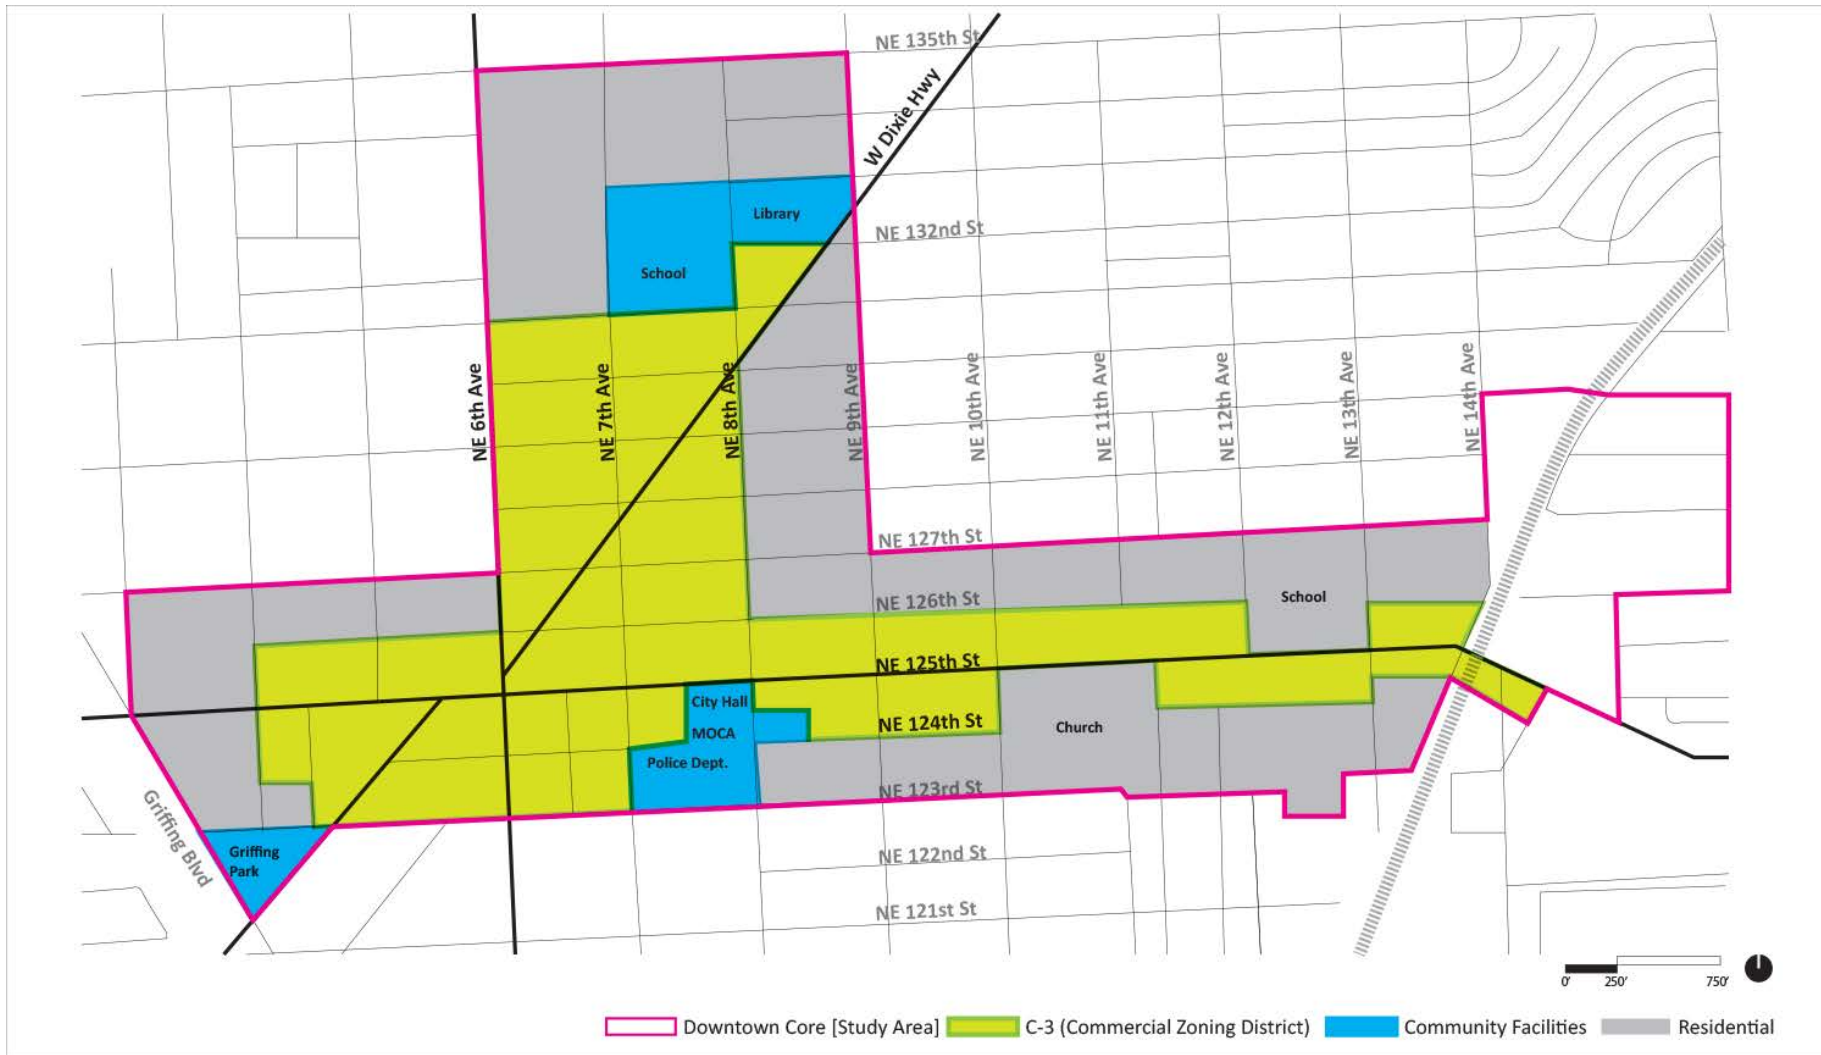 NE 135th St
W Dixie Hwy
Library
NE 132nd St
School
NE 6th Ave
NE 7th Ave
NE 8th Ave
NE 9th Ave
NE 10th Ave
NE 11th Ave
NE 12th Ave
NE 13th Ave
NE 14th Ave
NE 127th St
NE 126th St
School
NE 125th St
City Hall
NE 124th St
MOCA
Church
Police Dept.
NE 123rd St
Griffing Blvd
Griffing
Park
NE 122nd St
NE 121st St
0' 250' 750'
Downtown Core [Study Area] C-3 (Commercial Zoning District) Community Facilities Residential